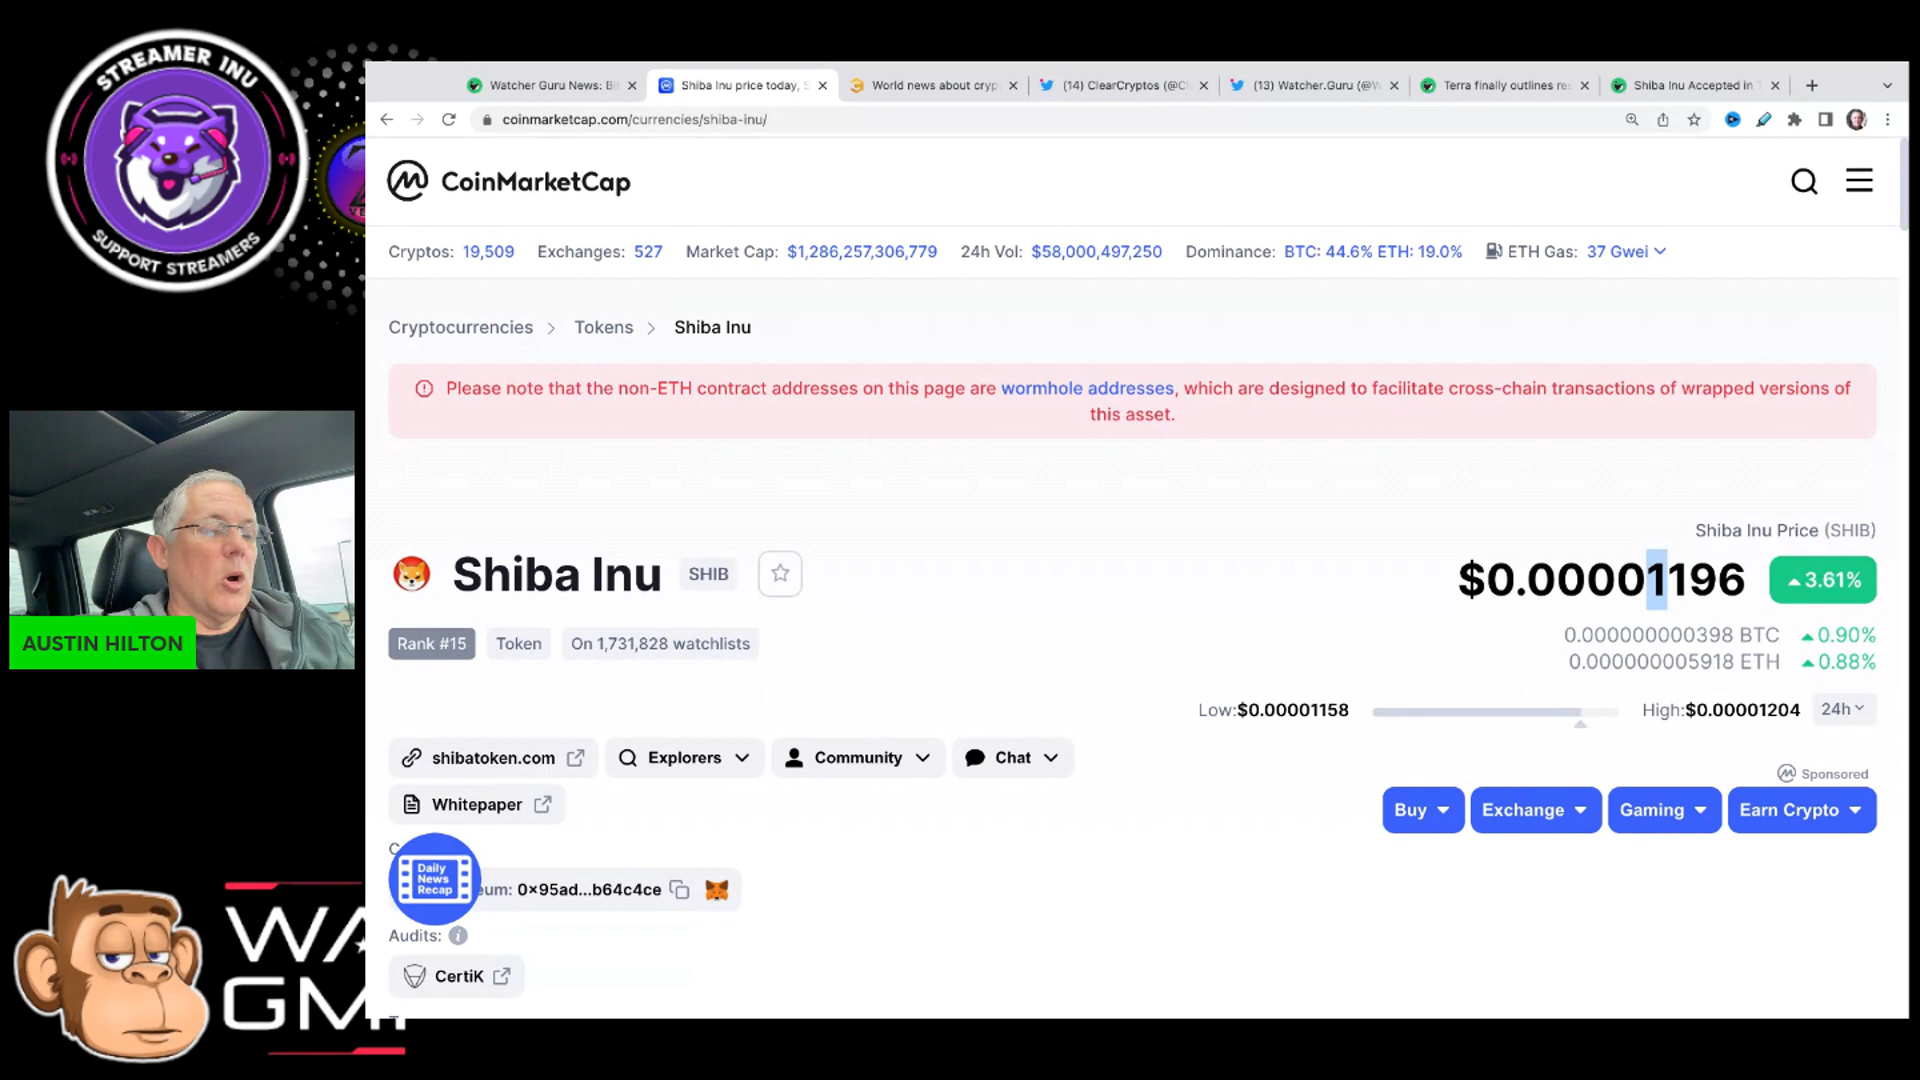 STREAMER INU
SUPPORT STREAMERS
Watcher Guru News: Bi
Shiba Inu price today, S
World news about cryp
(14) ClearCryptos (@Cl
(13) Watcher.Guru (@W
Terra finally outlines re
Shiba Inu Accepted in T
coinmarketcap.com/currencies/shiba-inu/
CoinMarketCap
Cryptos: 19,509 Exchanges: 527 Market Cap: $1,286,257,306,779 24h Vol: $58,000,497,250 Dominance: BTC: 44.6% ETH: 19.0% ETH Gas: 37 Gwei
Cryptocurrencies > Tokens > Shiba Inu
Please note that the non-ETH contract addresses on this page are wormhole addresses, which are designed to facilitate cross-chain transactions of wrapped versions of
this asset.
Shiba Inu Price (SHIB)
Shiba Inu SHIB
$0.00001196 3.61%
Rank #15 Token On 1,731,828 watchlists
0.000000000398 BTC 0.90%
0.000000005918 ETH 0.88%
Low:$0.00001158 High:$0.00001204 24h
shibatoken.com Explorers Community Chat
Whitepaper
Sponsored
Buy Exchange Gaming Earn Crypto
Daily
News
Recap
eum: 0x95ad...b64c4ce
Audits:
CertiK
AUSTIN HILTON
WA
GMI